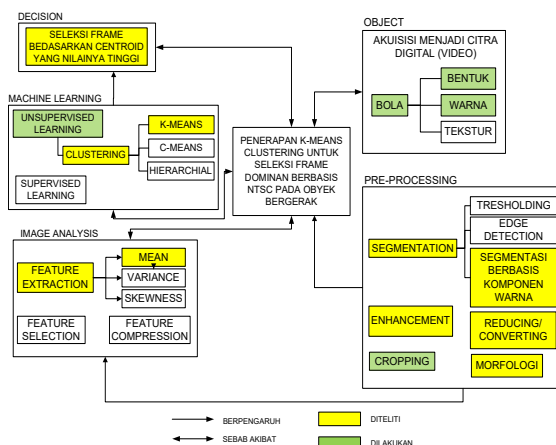 DECISION
SELEKSI FRAME
BEDASARKAN CENTROID
YANG NILAINYA TINGGI
OBJECT
AKUISISI MENJADI CITRA
DIGITAL (VIDEO)
BOLA
BENTUK
WARNA
TEKSTUR
MACHINE LEARNING
UNSUPERVISED
LEARNING
CLUSTERING
K-MEANS
C-MEANS
HIERARCHIAL
SUPERVISED
LEARNING
PENERAPAN K-MEANS
CLUSTERING UNTUK
SELEKSI FRAME
DOMINAN BERBASIS
NTSC PADA OBYEK
BERGERAK
PRE-PROCESSING
SEGMENTATION
TRESHOLDING
EDGE
DETECTION
SEGMENTASI
BERBASIS
KOMPONEN
WARNA
ENHANCEMENT
REDUCING/
CONVERTING
CROPPING
MORFOLOGI
IMAGE ANALYSIS
FEATURE
EXTRACTION
MEAN
VARIANCE
SKEWNESS
FEATURE
SELECTION
FEATURE
COMPRESSION
BERPENGARUH
DITELITI
SEBAB AKIBAT
DILAKUKAN